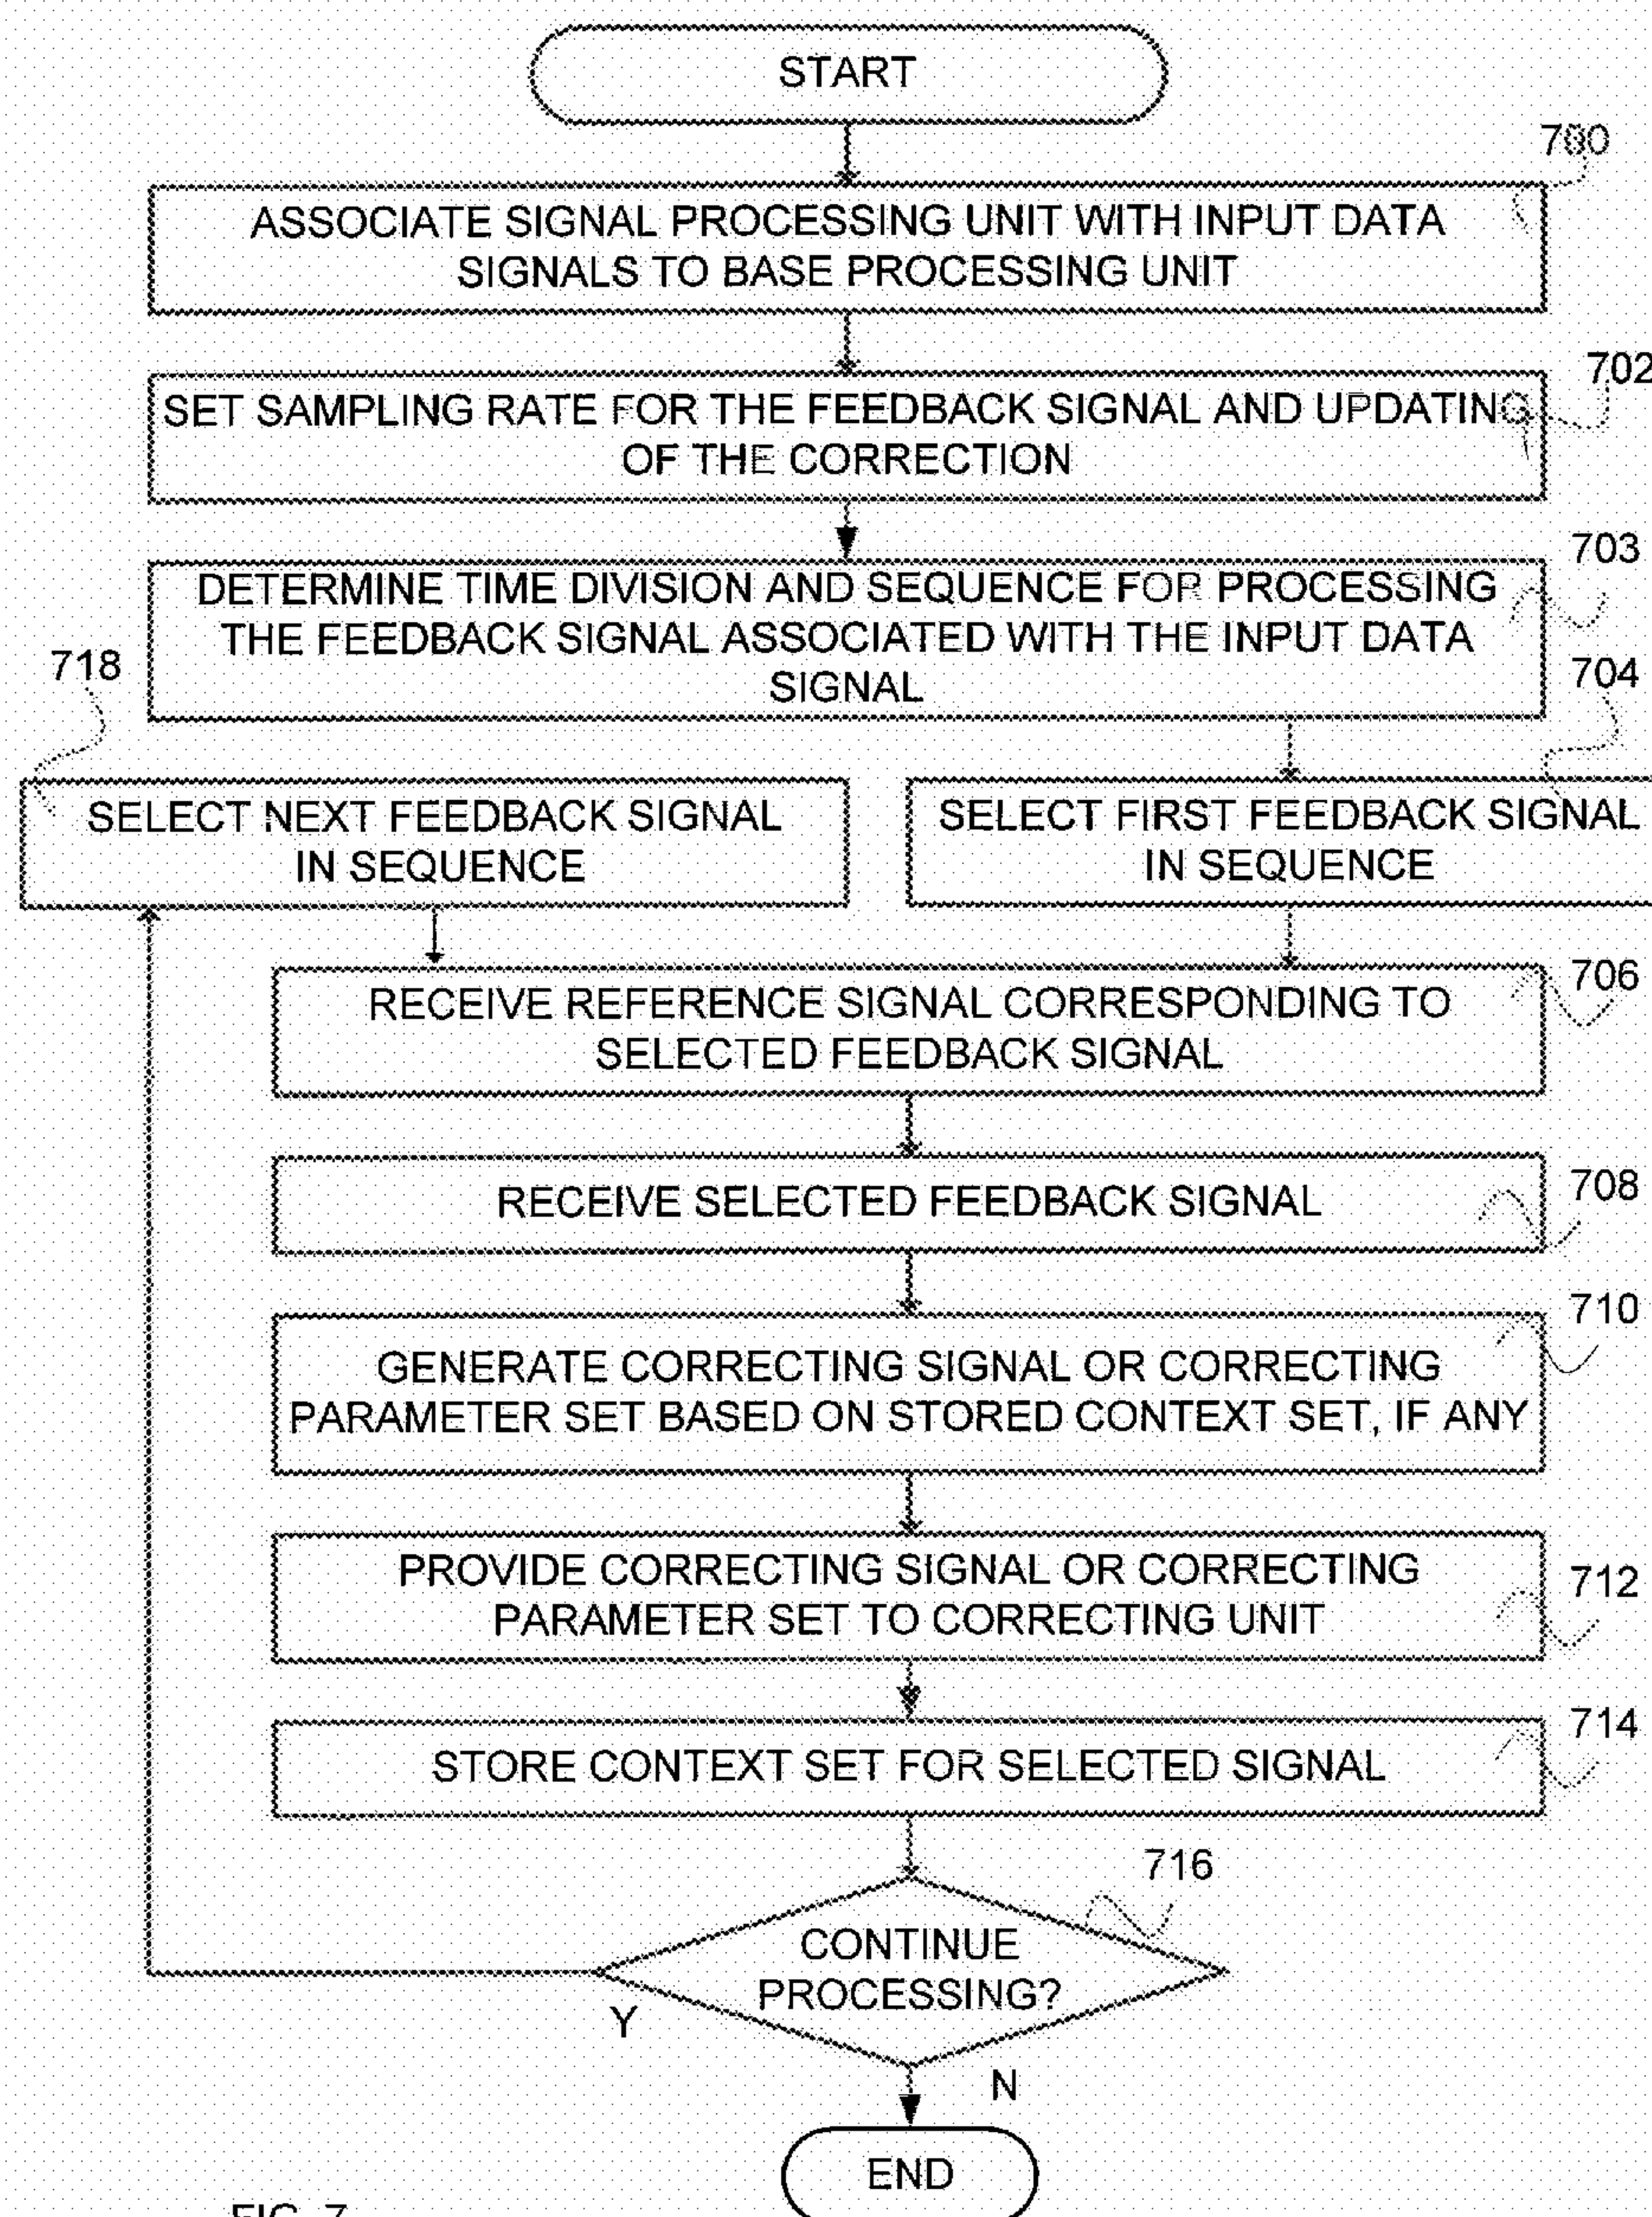 START
700
ASSOCIATE SIGNAL PROCESSING UNIT WITH INPUT DATA
SIGNALS TO BASE PROCESSING UNIT
702
SET SAMPLING RATE FOR THE FEEDBACK SIGNAL AND UPDATING
OF THE CORRECTION
703
DETERMINE TIME DIVISION AND SEQUENCE FOR PROCESSING
THE FEEDBACK SIGNAL ASSOCIATED WITH THE INPUT DATA
SIGNAL
718
704
SELECT NEXT FEEDBACK SIGNAL
IN SEQUENCE
SELECT FIRST FEEDBACK SIGNAL
IN SEQUENCE
706
RECEIVE REFERENCE SIGNAL CORRESPONDING TO
SELECTED FEEDBACK SIGNAL
708
RECEIVE SELECTED FEEDBACK SIGNAL
710
GENERATE CORRECTING SIGNAL OR CORRECTING
PARAMETER SET BASED ON STORED CONTEXT SET, IF ANY
712
PROVIDE CORRECTING SIGNAL OR CORRECTING
PARAMETER SET TO CORRECTING UNIT
714
STORE CONTEXT SET FOR SELECTED SIGNAL
716
CONTINUE
PROCESSING?
Y
N
END
FIG. 7